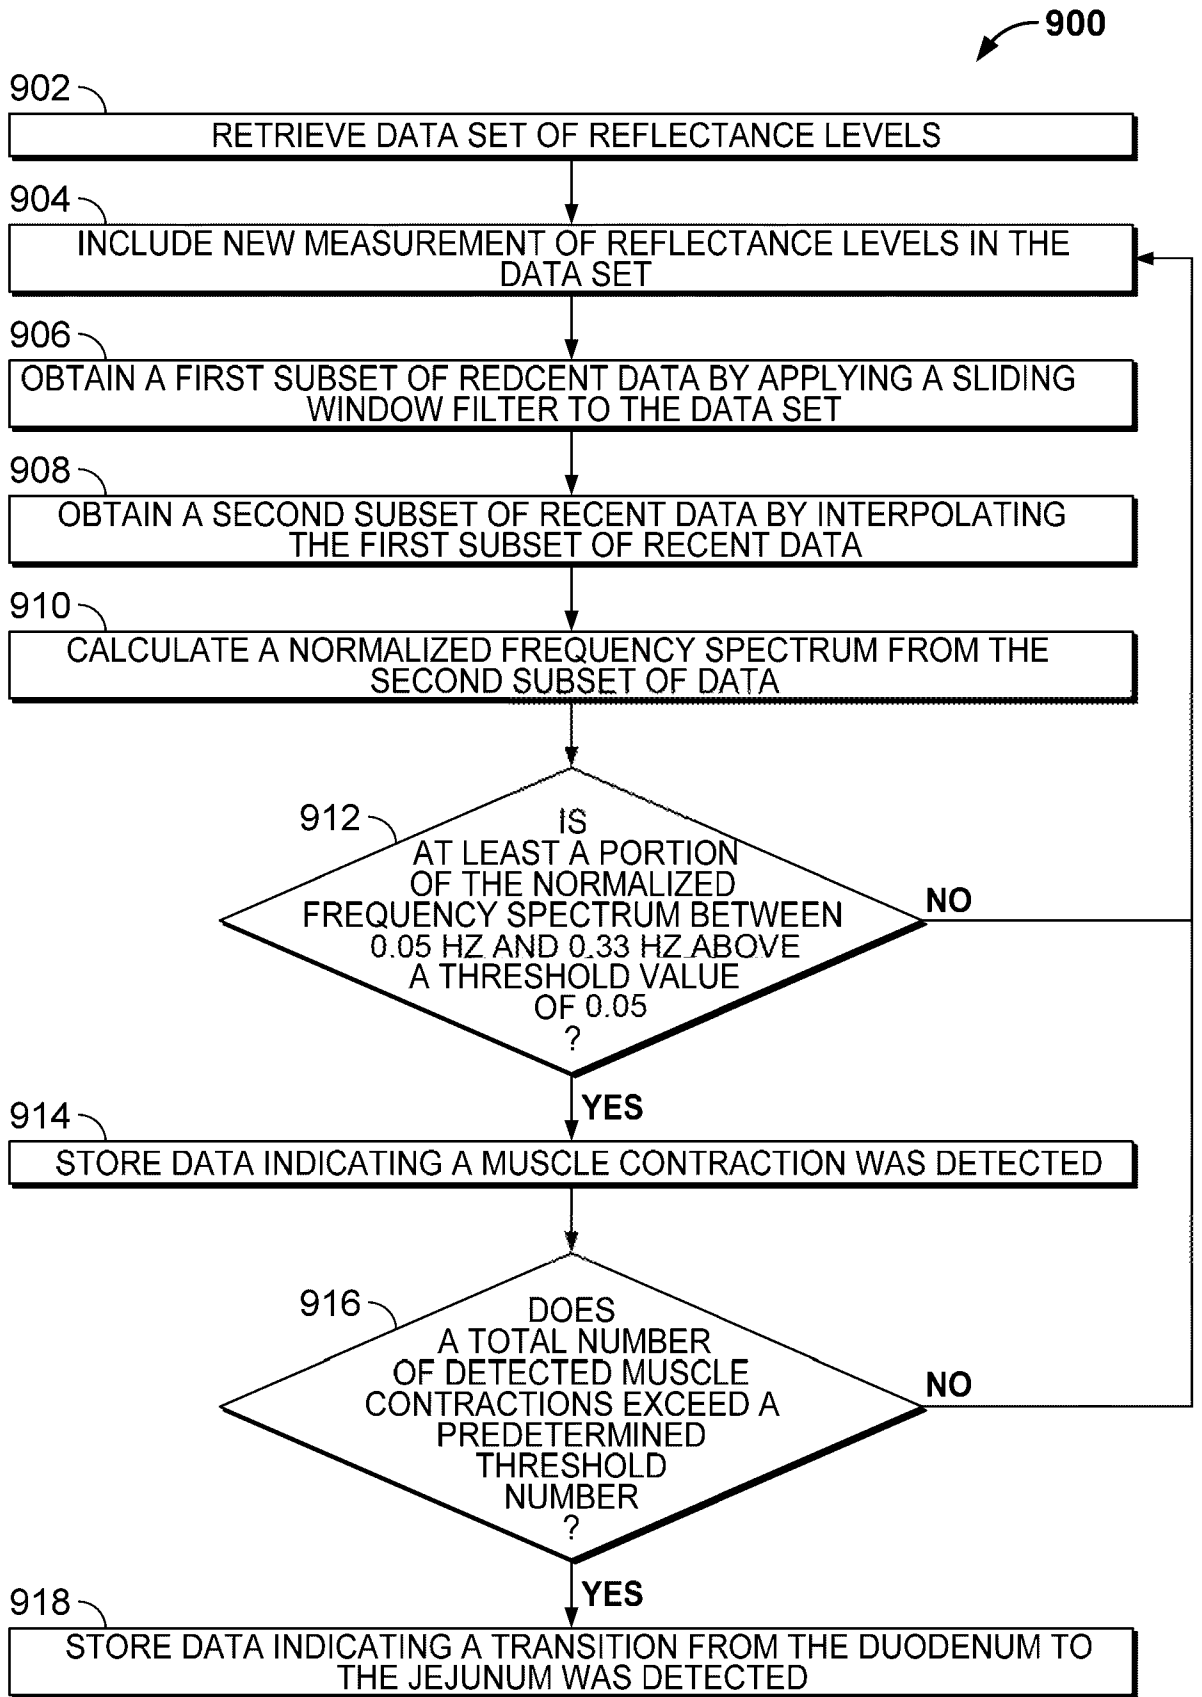 900
902
RETRIEVE DATA SET OF REFLECTANCE LEVELS
904
INCLUDE NEW MEASUREMENT OF REFLECTANCE LEVELS IN THE
DATA SET
906
OBTAIN A FIRST SUBSET OF REDCENT DATA BY APPLYING A SLIDING
WINDOW FILTER TO THE DATA SET
908
OBTAIN A SECOND SUBSET OF RECENT DATA BY INTERPOLATING
THE FIRST SUBSET OF RECENT DATA
910
CALCULATE A NORMALIZED FREQUENCY SPECTRUM FROM THE
SECOND SUBSET OF DATA
912
IS
AT LEAST A PORTION
OF THE NORMALIZED
FREQUENCY SPECTRUM BETWEEN
0.05 HZ AND 0.33 HZ ABOVE
A THRESHOLD VALUE
OF 0.05
?
NO
YES
914
STORE DATA INDICATING A MUSCLE CONTRACTION WAS DETECTED
916
DOES
A TOTAL NUMBER
OF DETECTED MUSCLE
CONTRACTIONS EXCEED A
PREDETERMINED
THRESHOLD
NUMBER
?
NO
YES
918
STORE DATA INDICATING A TRANSITION FROM THE DUODENUM TO
THE JEJUNUM WAS DETECTED